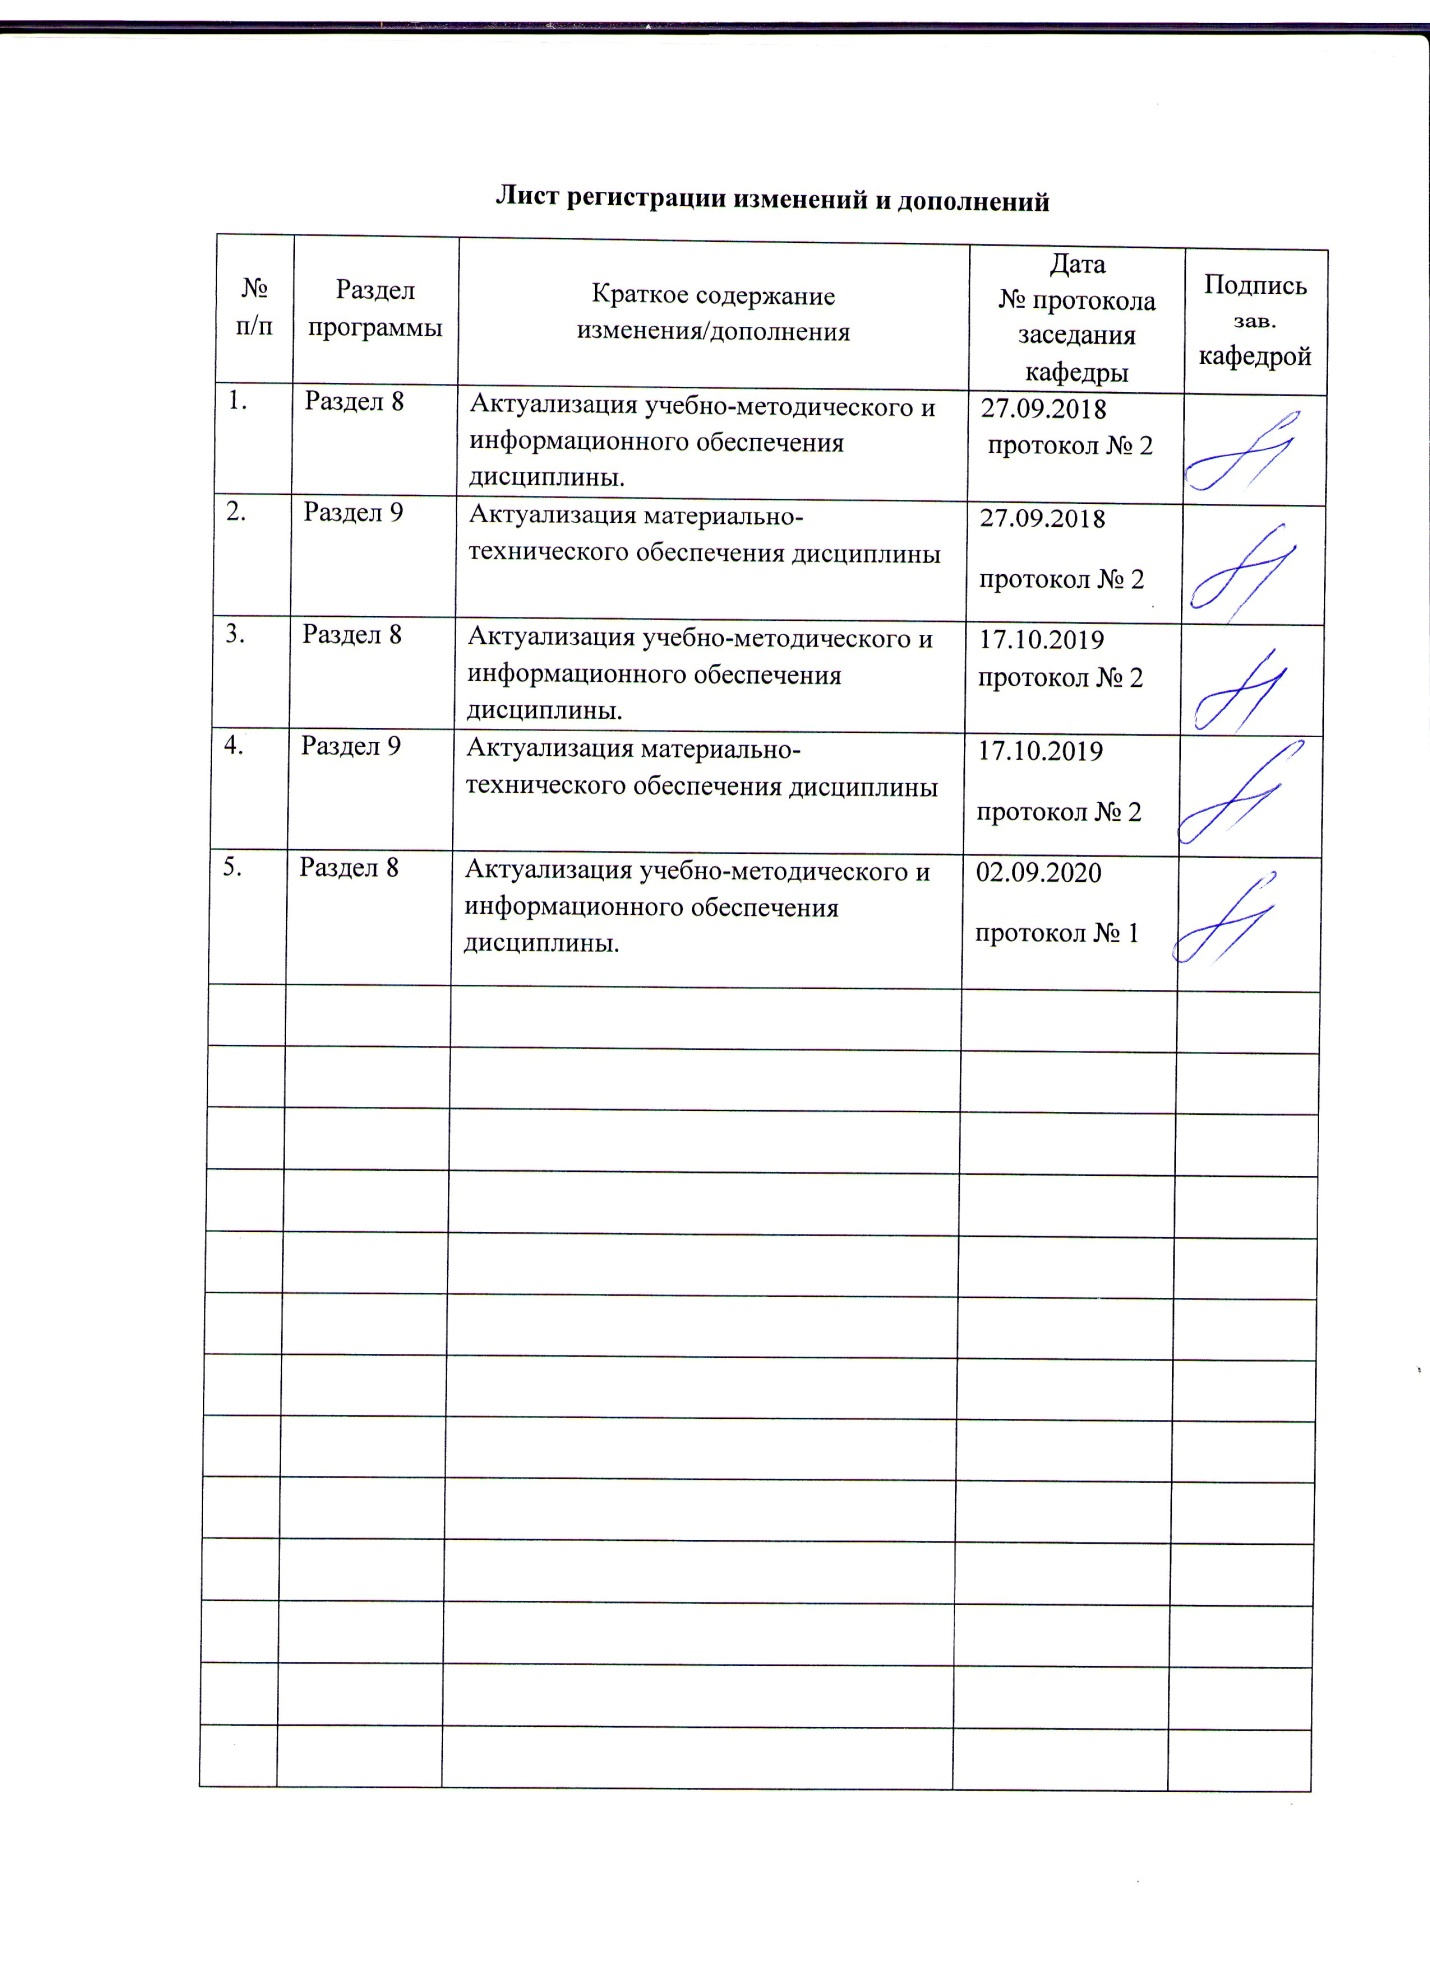 Лист регистрации изменений и дополнений
№
п/п
Раздел
программы
Краткое содержание
изменения/дополнения
Дата
№ протокола
заседания
кафедры
Подпись
зав.
кафедрой
1.
Раздел 8
Актуализация учебно-методического и
информационного обеспечения
дисциплины.
27.09.2018
протокол № 2
2.
Раздел 9
Актуализация материально-
технического обеспечения дисциплины
27.09.2018
протокол № 2
3.
Раздел 8
Актуализация учебно-методического и
информационного обеспечения
дисциплины.
17.10.2019
протокол № 2
4.
Раздел 9
Актуализация материально-
технического обеспечения дисциплины
17.10.2019
протокол № 2
5.
Раздел 8
Актуализация учебно-методического и
информационного обеспечения
дисциплины.
02.09.2020
протокол № 1